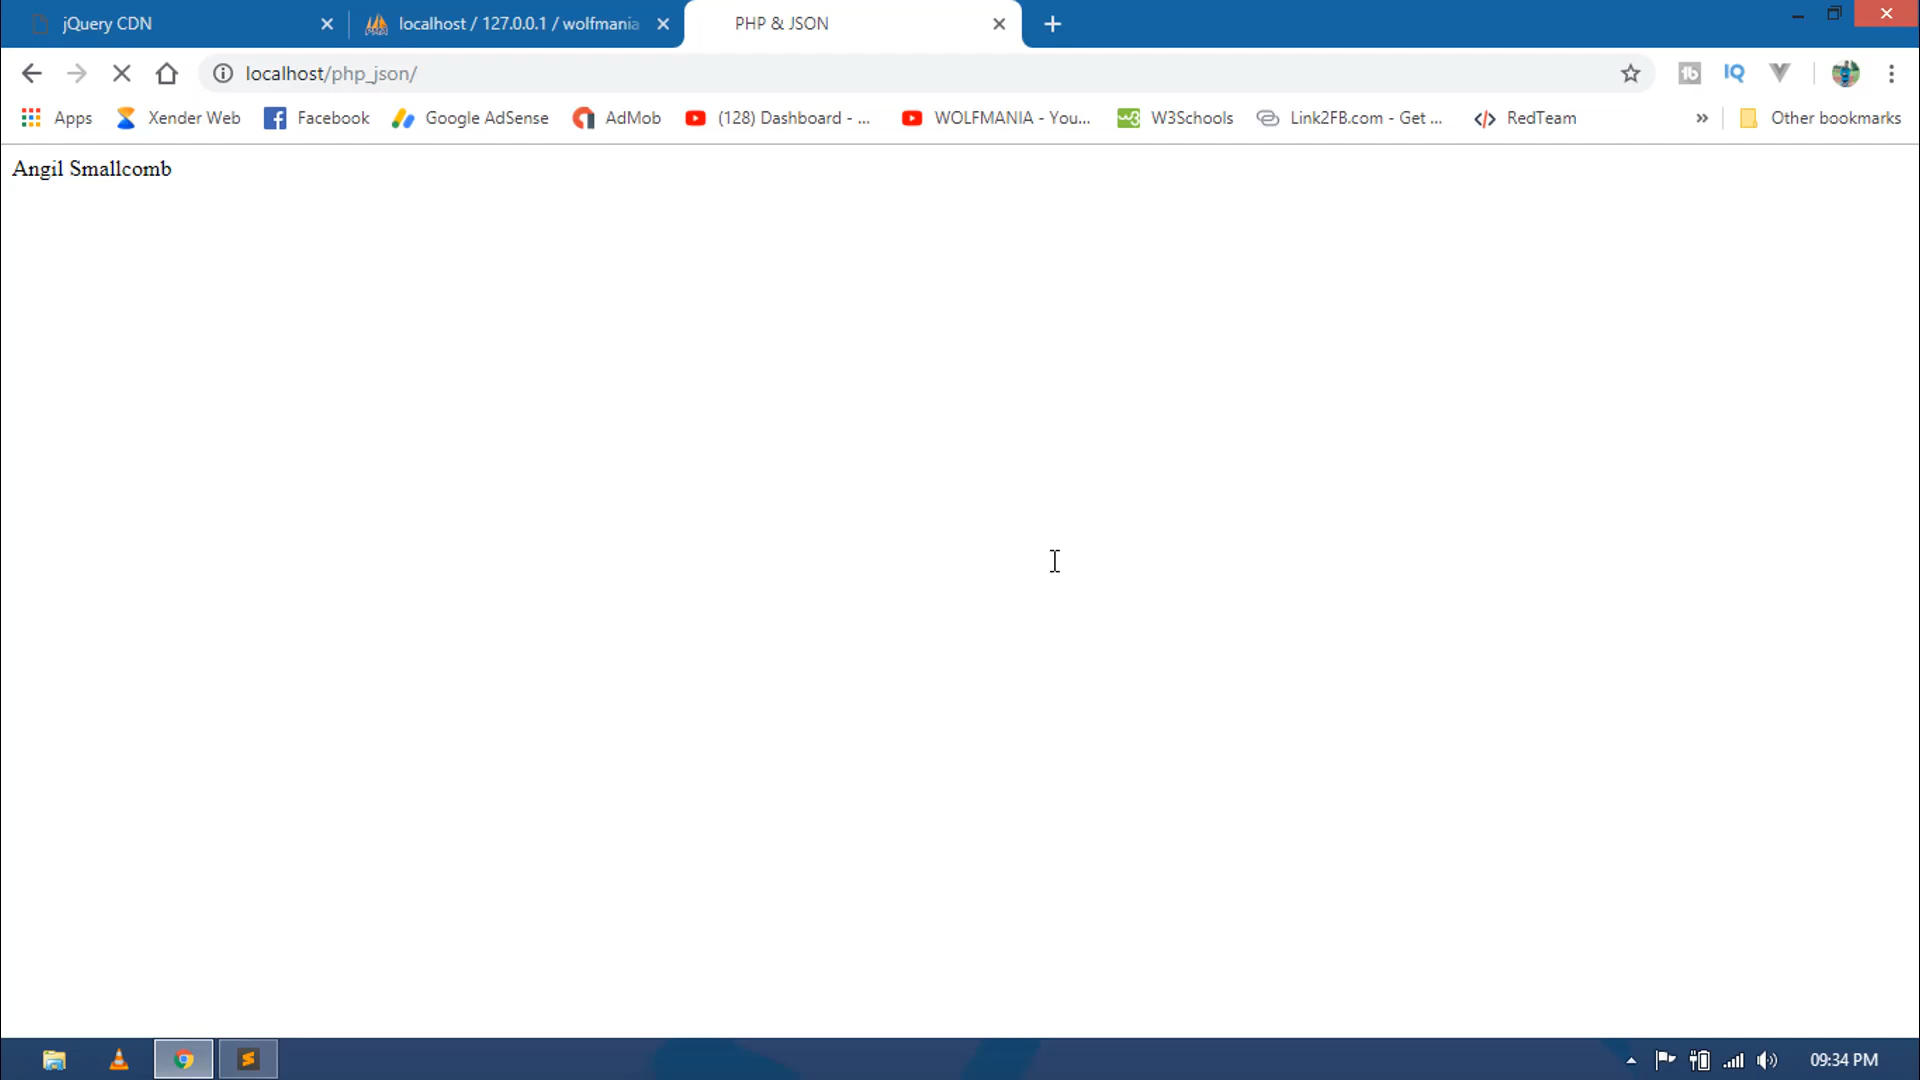 jQuery CDN localhost / 127.0.0.1 / wolfmania PHP & JSON
localhost/php_json/
Apps Xender Web Facebook Google AdSense AdMob (128) Dashboard - ... WOLFMANIA - You... W3Schools Link2FB.com - Get ... RedTeam » Other bookmarks
Angil Smallcomb
09:34 PM